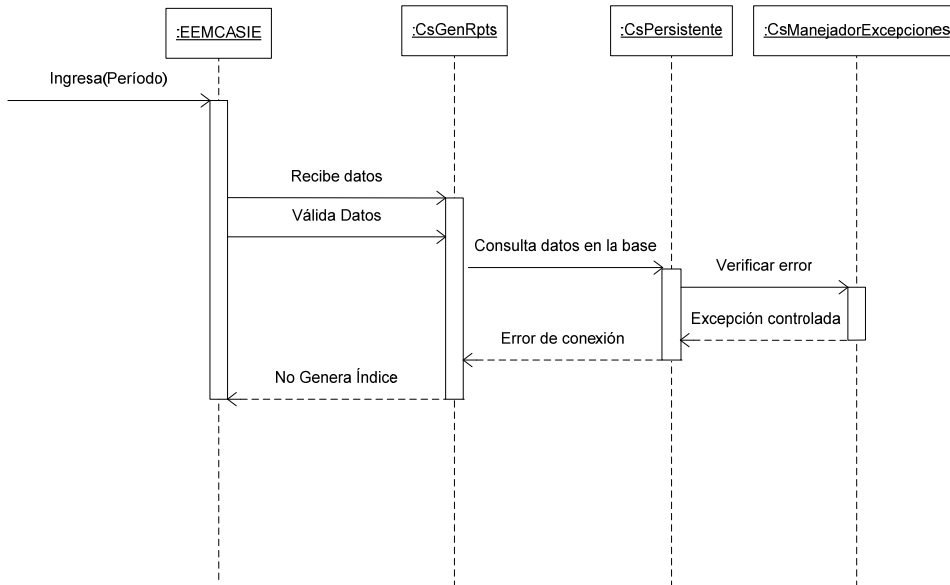 :EEMCASIE
:CsGenRpts
:CsPersistente
:CsManejadorExcepciones
Ingresa(Período)
Recibe datos
Válida Datos
Consulta datos en la base
Verificar error
Excepción controlada
Error de conexión
No Genera Índice